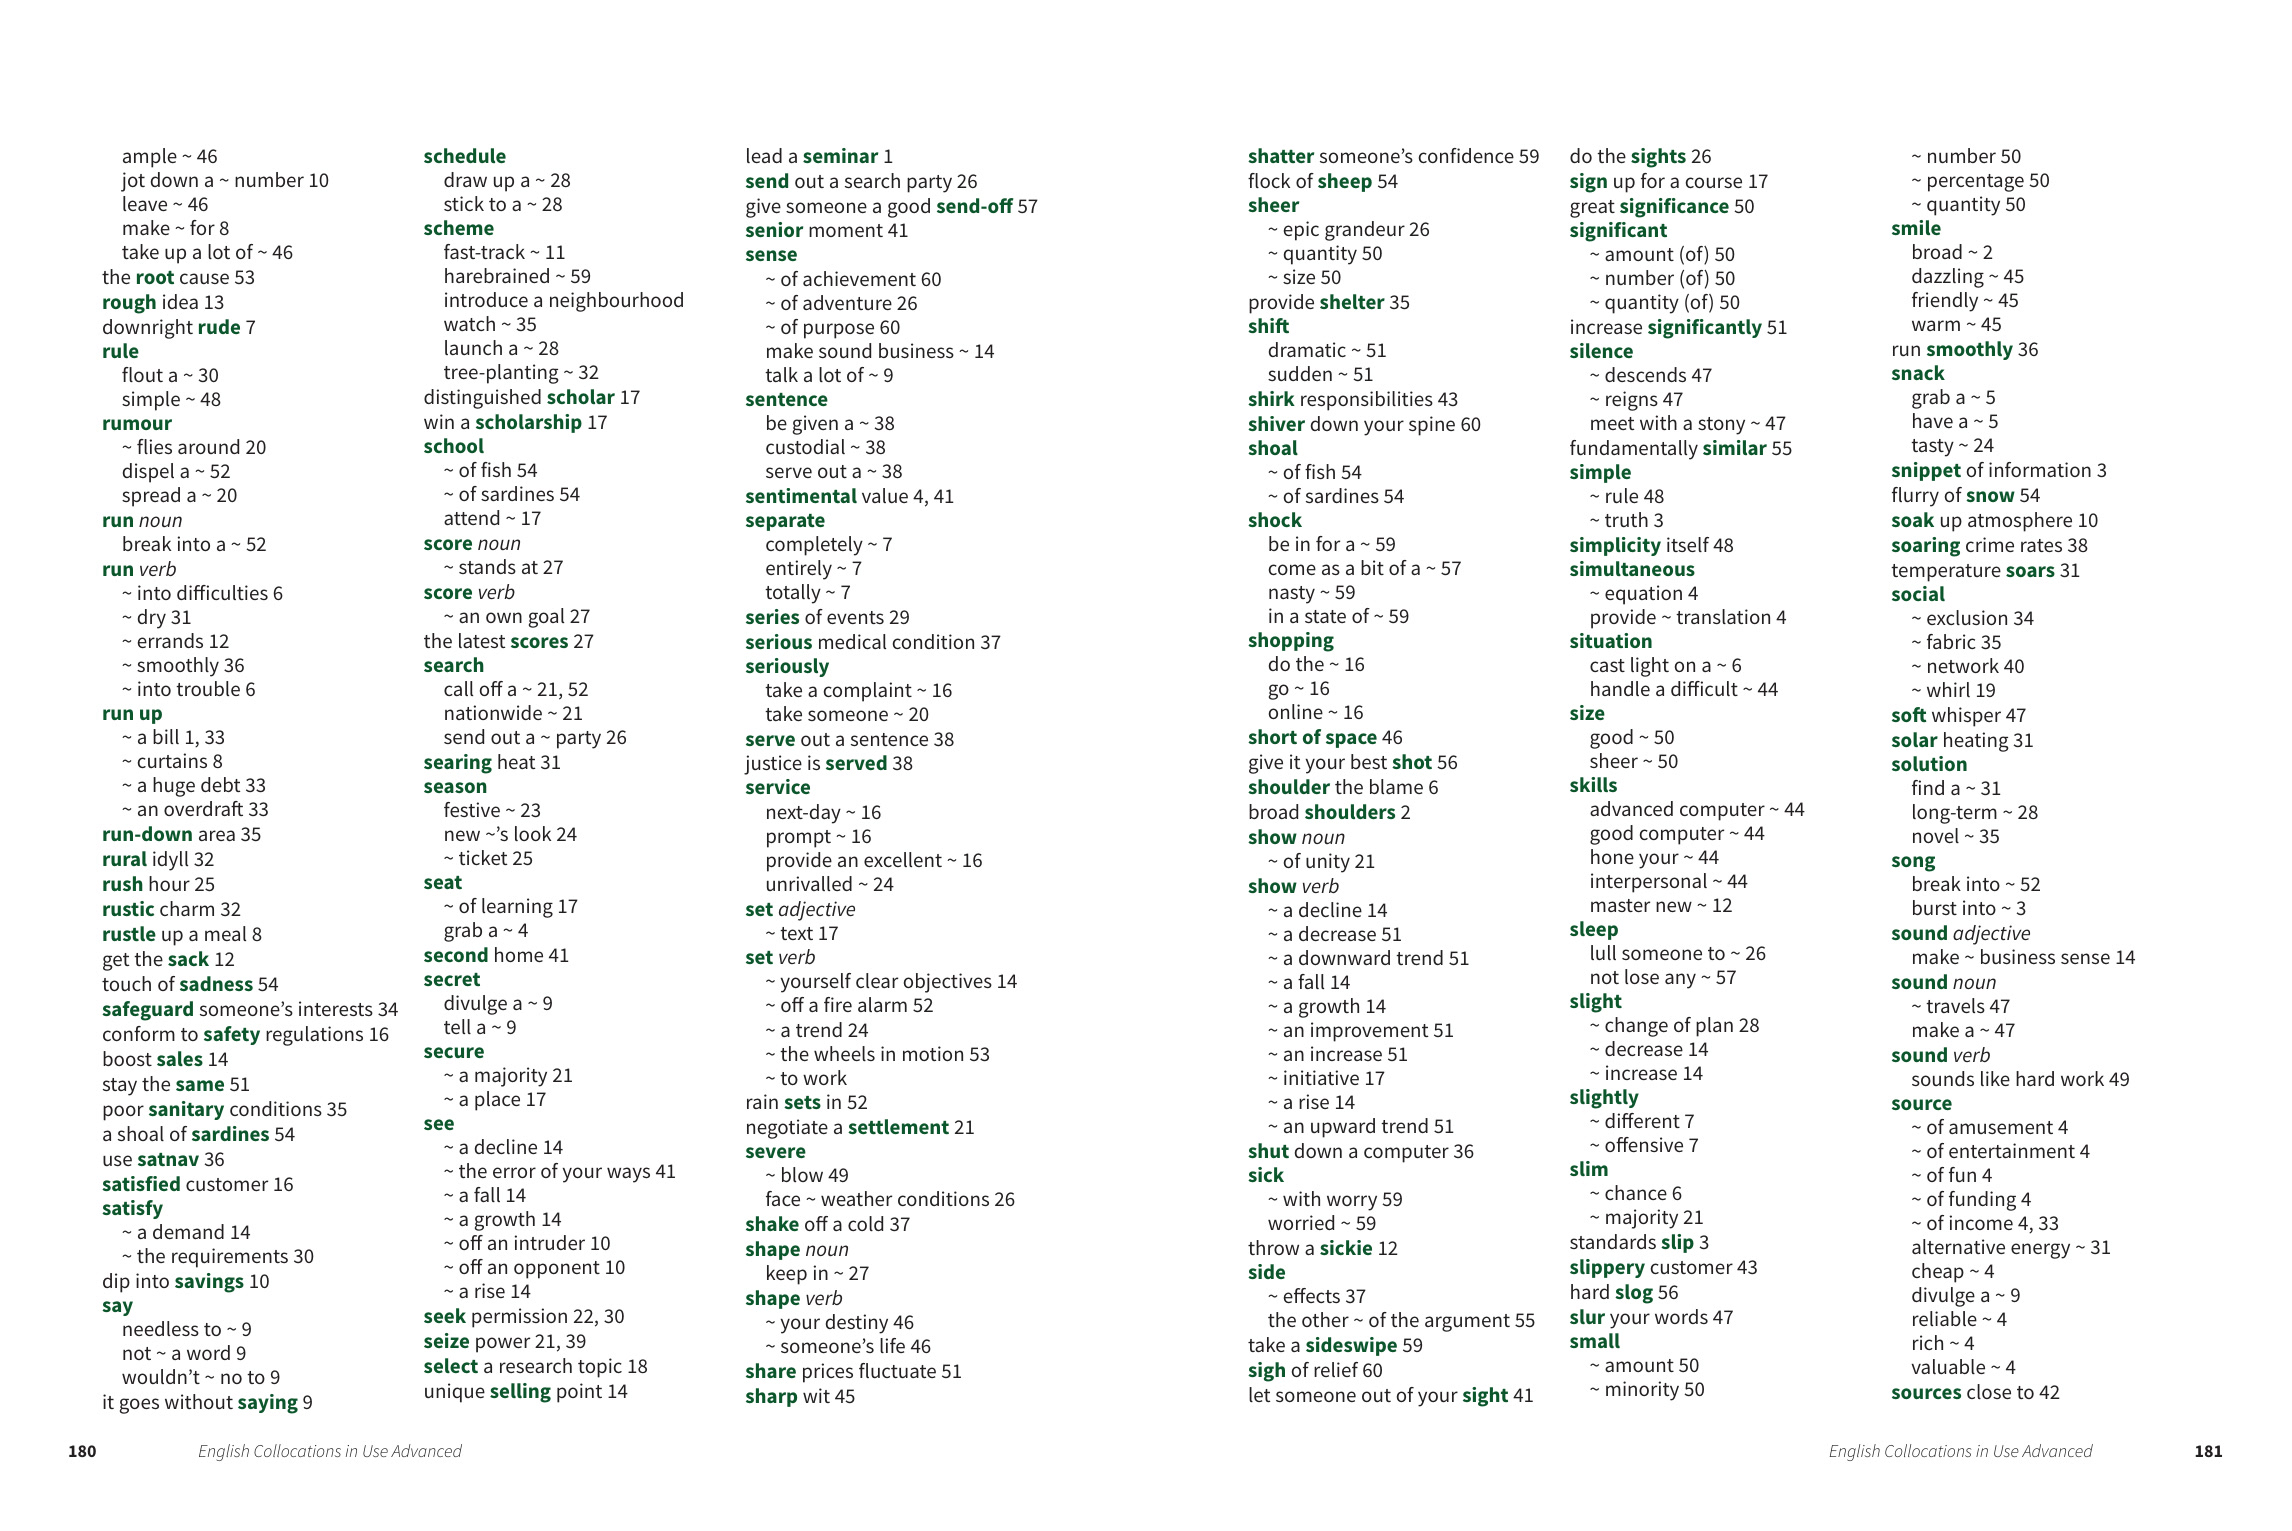 ample ~ 46
jot down a ~ number 10
leave ~ 46
make ~ for 8
take up a lot of ~ 46
the root cause 53
rough idea 13
downright rude 7
rule
flout a ~ 30
simple ~ 48
rumour
~ flies around 20
dispel a ~ 52
spread a ~ 20
run noun
break into a ~ 52
run verb
~ into difficulties 6
~ dry 31
~ errands 12
~ smoothly 36
~ into trouble 6
run up
~ a bill 1, 33
~ curtains 8
~ a huge debt 33
~ an overdraft 33
run-down area 35
rural idyll 32
rush hour 25
rustic charm 32
rustle up a meal 8
get the sack 12
touch of sadness 54
safeguard someone’s interests 34
conform to safety regulations 16
boost sales 14
stay the same 51
poor sanitary conditions 35
a shoal of sardines 54
use satnav 36
satisfied customer 16
satisfy
~ a demand 14
~ the requirements 30
dip into savings 10
say
needless to ~ 9
not ~ a word 9
wouldn’t ~ no to 9
it goes without saying 9
schedule
draw up a ~ 28
stick to a ~ 28
scheme
fast-track ~ 11
harebrained ~ 59
introduce a neighbourhood
watch ~ 35
launch a ~ 28
tree-planting ~ 32
distinguished scholar 17
win a scholarship 17
school
~ of fish 54
~ of sardines 54
attend ~ 17
score noun
~ stands at 27
score verb
~ an own goal 27
the latest scores 27
search
call off a ~ 21, 52
nationwide ~ 21
send out a ~ party 26
searing heat 31
season
festive ~ 23
new ~’s look 24
~ ticket 25
seat
~ of learning 17
grab a ~ 4
second home 41
secret
divulge a ~ 9
tell a ~ 9
secure
~ a majority 21
~ a place 17
see
~ a decline 14
~ the error of your ways 41
~ a fall 14
~ a growth 14
~ off an intruder 10
~ off an opponent 10
~ a rise 14
seek permission 22, 30
seize power 21, 39
select a research topic 18
unique selling point 14
lead a seminar 1
send out a search party 26
give someone a good send-off 57
senior moment 41
sense
~ of achievement 60
~ of adventure 26
~ of purpose 60
make sound business ~ 14
talk a lot of ~ 9
sentence
be given a ~ 38
custodial ~ 38
serve out a ~ 38
sentimental value 4, 41
separate
completely ~ 7
entirely ~ 7
totally ~ 7
series of events 29
serious medical condition 37
seriously
take a complaint ~ 16
take someone ~ 20
serve out a sentence 38
justice is served 38
service
next-day ~ 16
prompt ~ 16
provide an excellent ~ 16
unrivalled ~ 24
set adjective
~ text 17
set verb
~ yourself clear objectives 14
~ off a fire alarm 52
~ a trend 24
~ the wheels in motion 53
~ to work
rain sets in 52
negotiate a settlement 21
severe
~ blow 49
face ~ weather conditions 26
shake off a cold 37
shape noun
keep in ~ 27
shape verb
~ your destiny 46
~ someone’s life 46
share prices fluctuate 51
sharp wit 45
180 English Collocations in Use Advanced
shatter someone’s confidence 59
flock of sheep 54
sheer
~ epic grandeur 26
~ quantity 50
~ size 50
provide shelter 35
shift
dramatic ~ 51
sudden ~ 51
shirk responsibilities 43
shiver down your spine 60
shoal
~ of fish 54
~ of sardines 54
shock
be in for a ~ 59
come as a bit of a ~ 57
nasty ~ 59
in a state of ~ 59
shopping
do the ~ 16
go ~ 16
online ~ 16
short of space 46
give it your best shot 56
shoulder the blame 6
broad shoulders 2
show noun
~ of unity 21
show verb
~ a decline 14
~ a decrease 51
~ a downward trend 51
~ a fall 14
~ a growth 14
~ an improvement 51
~ an increase 51
~ initiative 17
~ a rise 14
~ an upward trend 51
shut down a computer 36
sick
~ with worry 59
worried ~ 59
throw a sickie 12
side
~ effects 37
the other ~ of the argument 55
take a sideswipe 59
sigh of relief 60
let someone out of your sight 41
do the sights 26
sign up for a course 17
great significance 50
significant
~ amount (of) 50
~ number (of) 50
~ quantity (of) 50
increase significantly 51
silence
~ descends 47
~ reigns 47
meet with a stony ~ 47
fundamentally similar 55
simple
~ rule 48
~ truth 3
simplicity itself 48
simultaneous
~ equation 4
provide ~ translation 4
situation
cast light on a ~ 6
handle a difficult ~ 44
size
good ~ 50
sheer ~ 50
skills
advanced computer ~ 44
good computer ~ 44
hone your ~ 44
interpersonal ~ 44
master new ~ 12
sleep
lull someone to ~ 26
not lose any ~ 57
slight
~ change of plan 28
~ decrease 14
~ increase 14
slightly
~ different 7
~ offensive 7
slim
~ chance 6
~ majority 21
standards slip 3
slippery customer 43
hard slog 56
slur your words 47
small
~ amount 50
~ minority 50
~ number 50
~ percentage 50
~ quantity 50
smile
broad ~ 2
dazzling ~ 45
friendly ~ 45
warm ~ 45
run smoothly 36
snack
grab a ~ 5
have a ~ 5
tasty ~ 24
snippet of information 3
flurry of snow 54
soak up atmosphere 10
soaring crime rates 38
temperature soars 31
social
~ exclusion 34
~ fabric 35
~ network 40
~ whirl 19
soft whisper 47
solar heating 31
solution
find a ~ 31
long-term ~ 28
novel ~ 35
song
break into ~ 52
burst into ~ 3
sound adjective
make ~ business sense 14
sound noun
~ travels 47
make a ~ 47
sound verb
sounds like hard work 49
source
~ of amusement 4
~ of entertainment 4
~ of fun 4
~ of funding 4
~ of income 4, 33
alternative energy ~ 31
cheap ~ 4
divulge a ~ 9
reliable ~ 4
rich ~ 4
valuable ~ 4
sources close to 42
English Collocations in Use Advanced 181